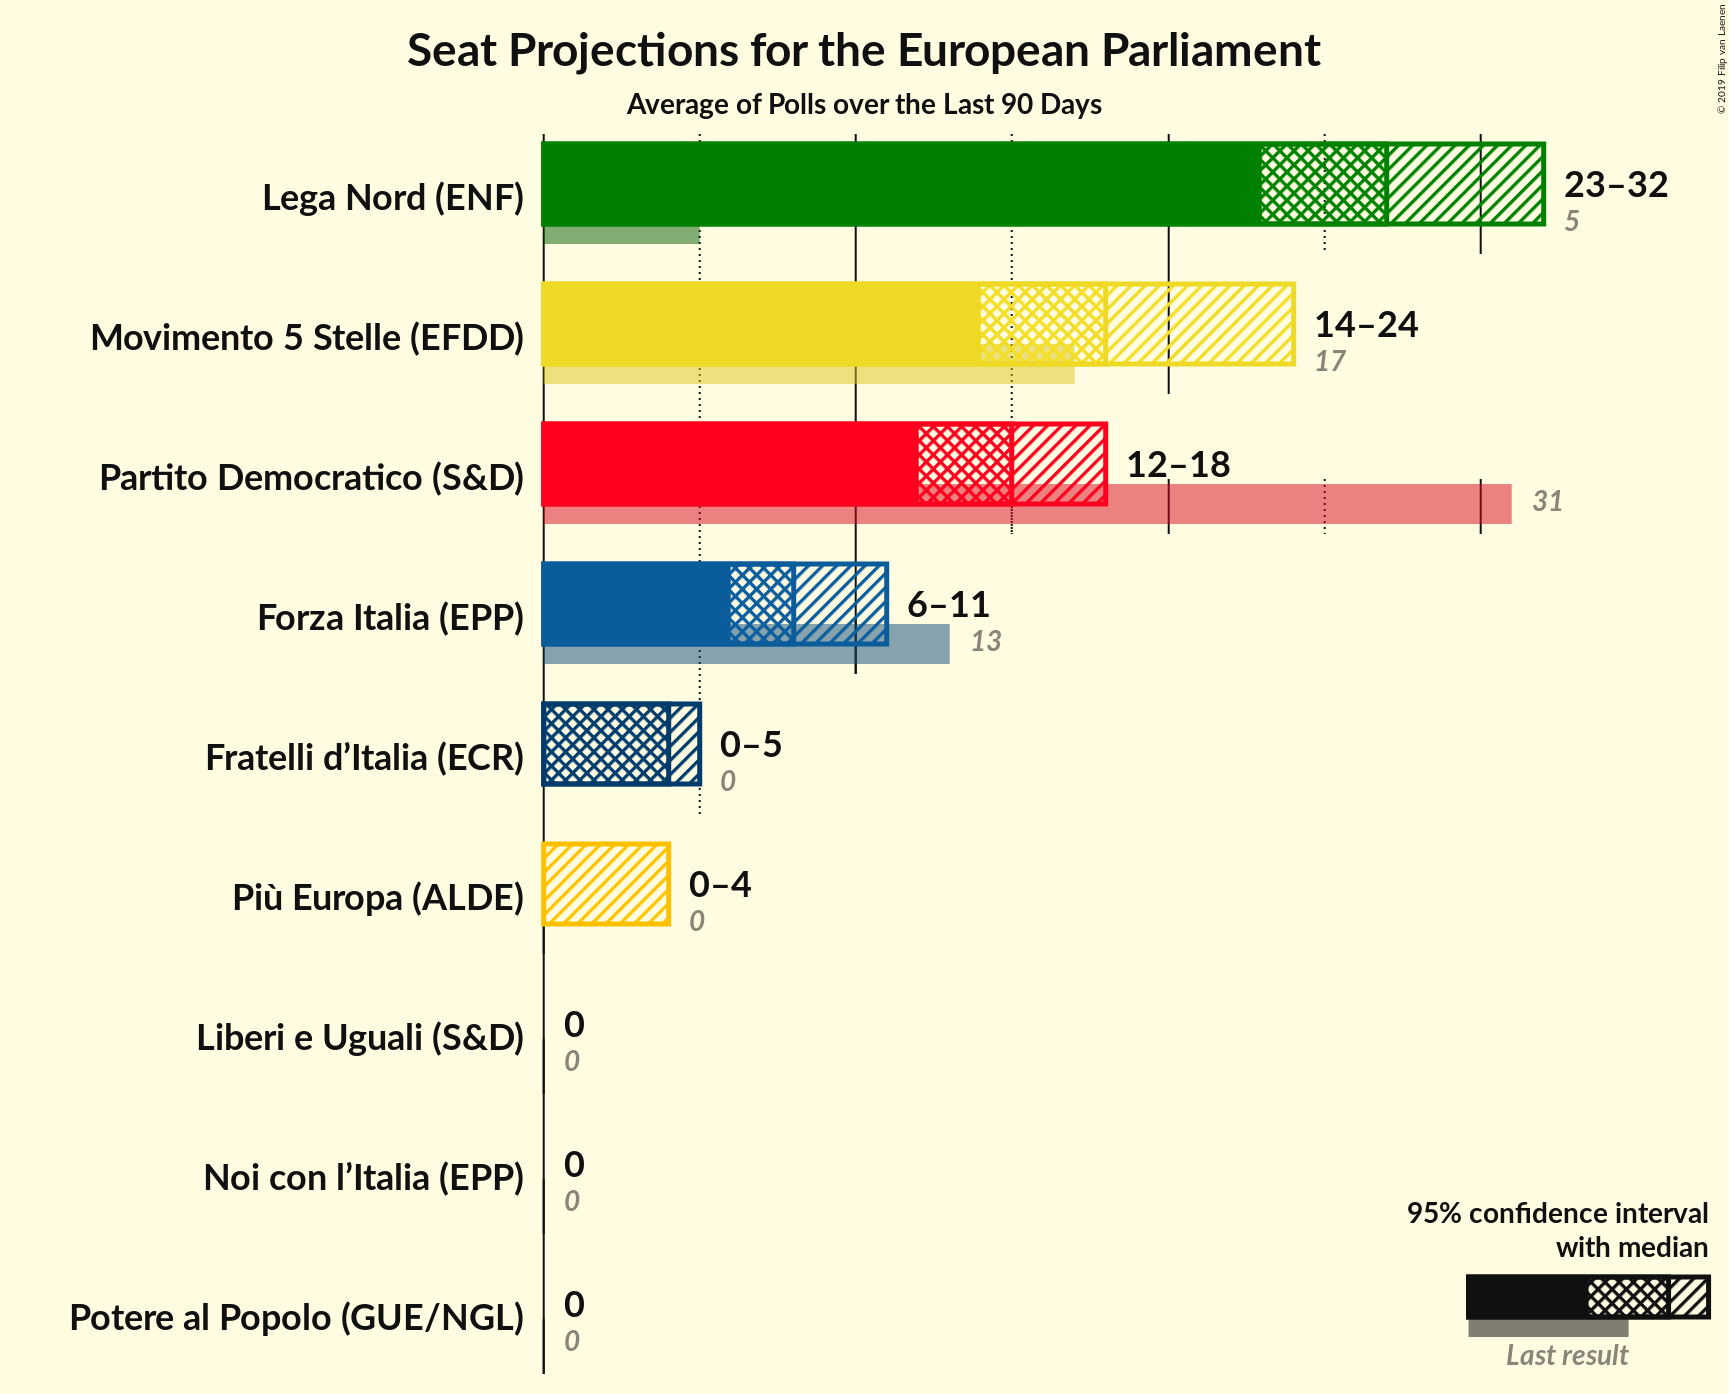 Seat Projections for the European Parliament
Average of Polls over the Last 90 Days
© 2019 Filip van Laenen
Lega Nord (ENF)
23–32
5
Movimento 5 Stelle (EFDD)
14–24
17
Partito Democratico (S&D)
12–18
31
Forza Italia (EPP)
6–11
13
Fratelli d’Italia (ECR)
0–5
0
Più Europa (ALDE)
0–4
0
Liberi e Uguali (S&D)
0
0
Noi con l’Italia (EPP)
0
0
Potere al Popolo (GUE/NGL)
0
0
95% confidence interval
with median
Last result